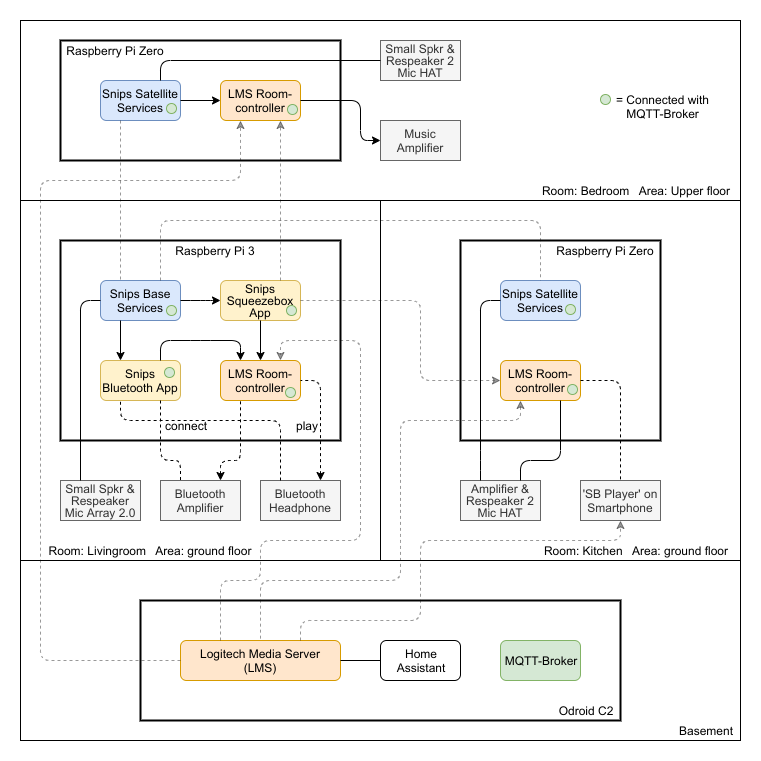 Raspberry Pi Zero
Small Spkr &
Respeaker 2
Mic HAT
Snips Satellite
Services
LMS Room-
controller
= Connected with
MQTT-Broker
Music
Amplifier
Room: Bedroom   Area: Upper floor
Raspberry Pi 3
Snips Base
Services
Snips
Squeezebox
App
Snips
Bluetooth App
LMS Room-
controller
connect
play
Small Spkr &
Respeaker
Mic Array 2.0
Bluetooth
Amplifier
Bluetooth
Headphone
Room: Livingroom   Area: ground floor
Raspberry Pi Zero
Snips Satellite
Services
LMS Room-
controller
Amplifier &
Respeaker 2
Mic HAT
'SB Player' on
Smartphone
Room: Kitchen   Area: ground floor
Logitech Media Server
(LMS)
Home
Assistant
MQTT-Broker
Odroid C2
Basement